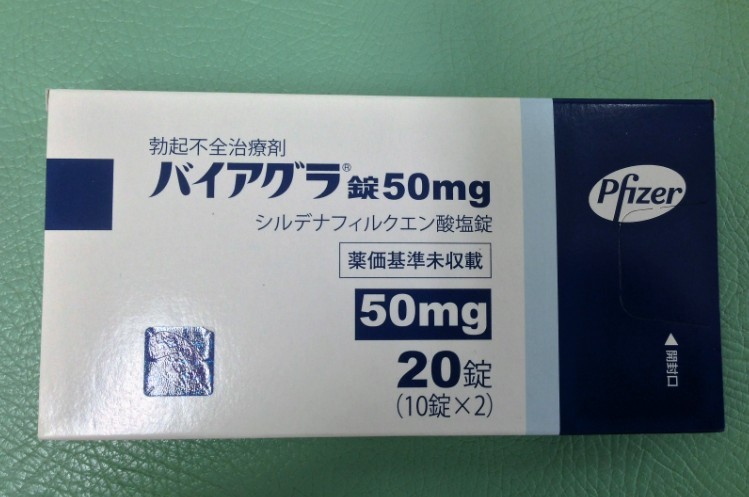 勃起不全治療剤
バイアグラ®錠50mg
シルデナフィルクエン酸塩錠
薬価基準未収載
50mg
20錠
(10錠×2)
Pfizer
◀開封口